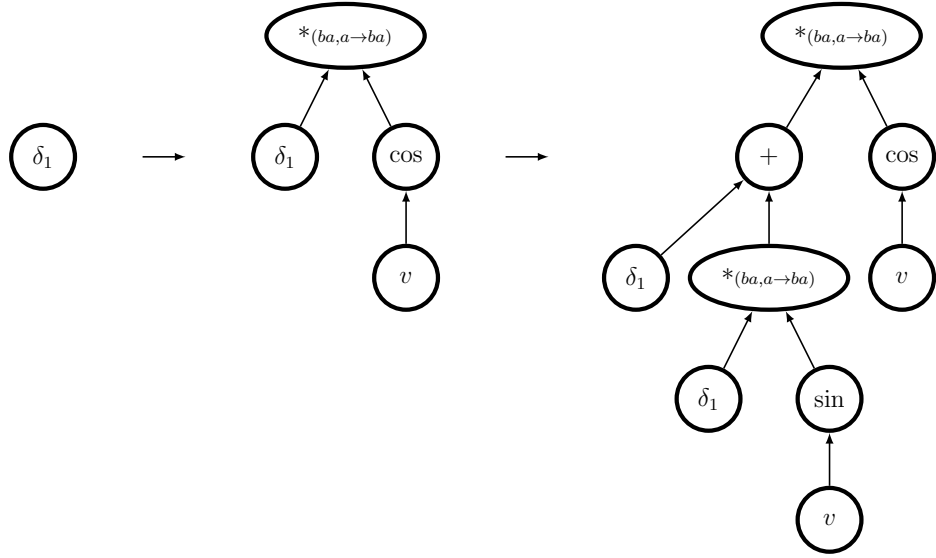 *(ba,a→ba) *(ba,a→ba)
δ₁ δ₁ cos + cos
v δ₁ *(ba,a→ba) v
δ₁ sin
v